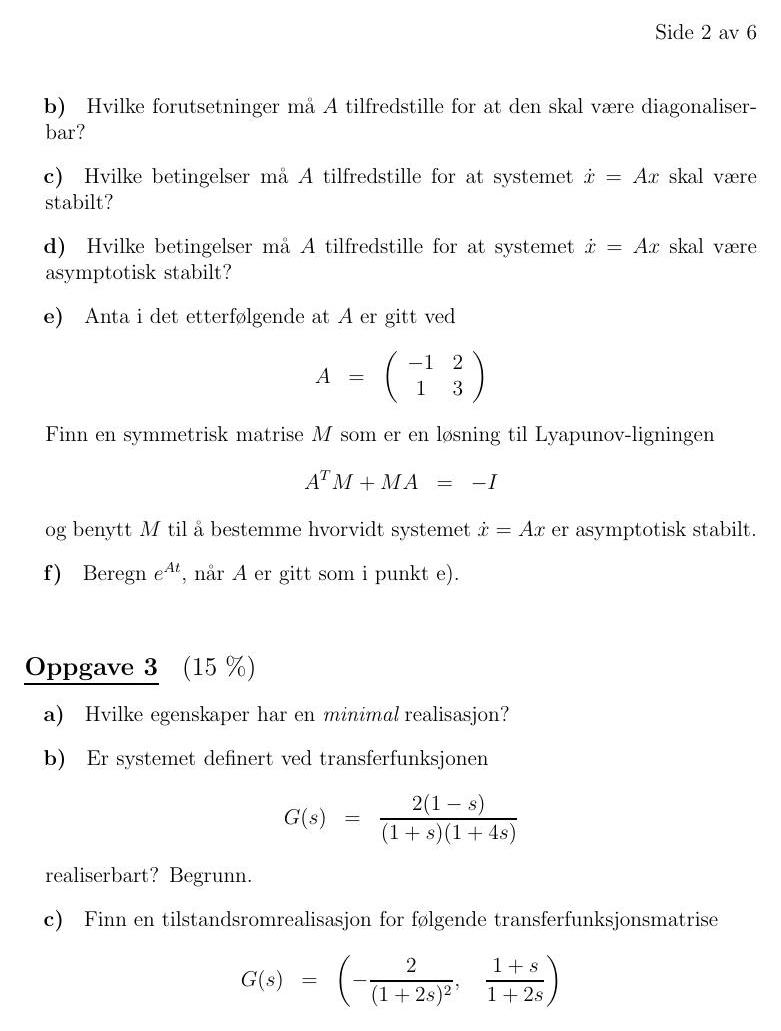 Side 2 av 6
b) Hvilke forutsetninger må A tilfredstille for at den skal være diagonaliser-
bar?
c) Hvilke betingelser må A tilfredstille for at systemet ẋ = Ax skal være
stabilt?
d) Hvilke betingelser må A tilfredstille for at systemet ẋ = Ax skal være
asymptotisk stabilt?
e) Anta i det etterfølgende at A er gitt ved
A = ( −1 2
1 3 )
Finn en symmetrisk matrise M som er en løsning til Lyapunov-ligningen
A^T M + MA = −I
og benytt M til å bestemme hvorvidt systemet ẋ = Ax er asymptotisk stabilt.
f) Beregn e^{At}, når A er gitt som i punkt e).
Oppgave 3 (15 %)
a) Hvilke egenskaper har en minimal realisasjon?
b) Er systemet definert ved transferfunksjonen
G(s) = 2(1 − s) / (1 + s)(1 + 4s)
realiserbart? Begrunn.
c) Finn en tilstandsromrealisasjon for følgende transferfunksjonsmatrise
G(s) = ( − 2 / (1 + 2s)², 1 + s / 1 + 2s )